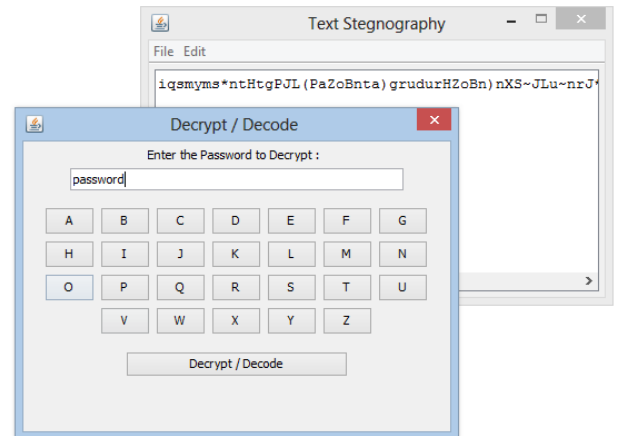 Text Stegnography
File Edit
iqsmyms*ntHtgPJL(PaZoBnta)grudurHZoBn)nXS~JLu~nrJ*
Decrypt / Decode
Enter the Password to Decrypt :
password
A B C D E F G
H I J K L M N
O P Q R S T U
V W X Y Z
Decrypt / Decode